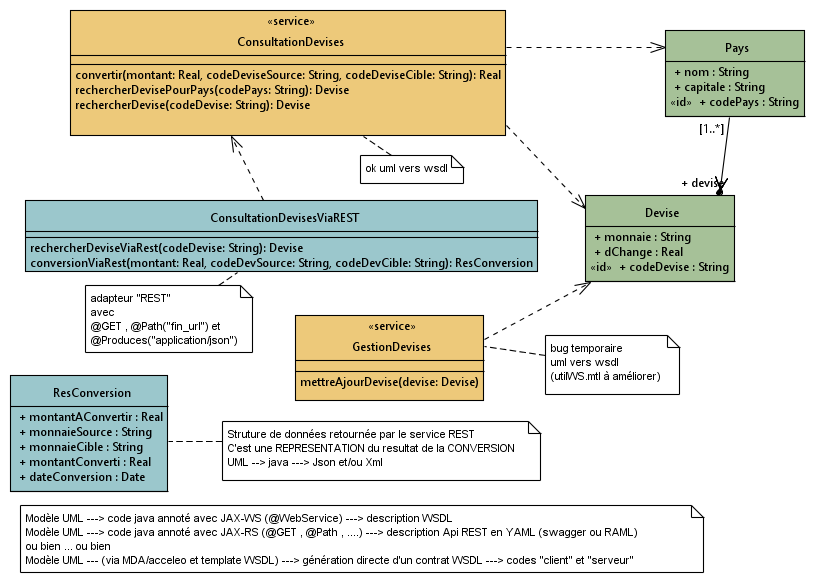 «service»
ConsultationDevises
convertir(montant: Real, codeDeviseSource: String, codeDeviseCible: String): Real
rechercherDevisePourPays(codePays: String): Devise
rechercherDevise(codeDevise: String): Devise
Pays
+ nom : String
+ capitale : String
«id» + codePays : String
[1..*]
ok uml vers wsdl
+ devise
ConsultationDevisesViaREST
rechercherDeviseViaRest(codeDevise: String): Devise
conversionViaRest(montant: Real, codeDevSource: String, codeDevCible: String): ResConversion
Devise
+ monnaie : String
+ dChange : Real
«id» + codeDevise : String
adapteur "REST"
avec
@GET , @Path("fin_url") et
@Produces("application/json")
«service»
GestionDevises
mettreAjourDevise(devise: Devise)
bug temporaire
uml vers wsdl
(utilWS.mtl à améliorer)
ResConversion
+ montantAConvertir : Real
+ monnaieSource : String
+ monnaieCible : String
+ montantConverti : Real
+ dateConversion : Date
Struture de données retournée par le service REST
C'est une REPRESENTATION du resultat de la CONVERSION
UML --> java ---> Json et/ou Xml
Modèle UML ---> code java annoté avec JAX-WS (@WebService) ---> description WSDL
Modèle UML ---> code java annoté avec JAX-RS (@GET , @Path , ....) ---> description Api REST en YAML (swagger ou RAML)
ou bien ... ou bien
Modèle UML --- (via MDA/acceleo et template WSDL) ---> génération directe d'un contrat WSDL ---> codes "client" et "serveur"